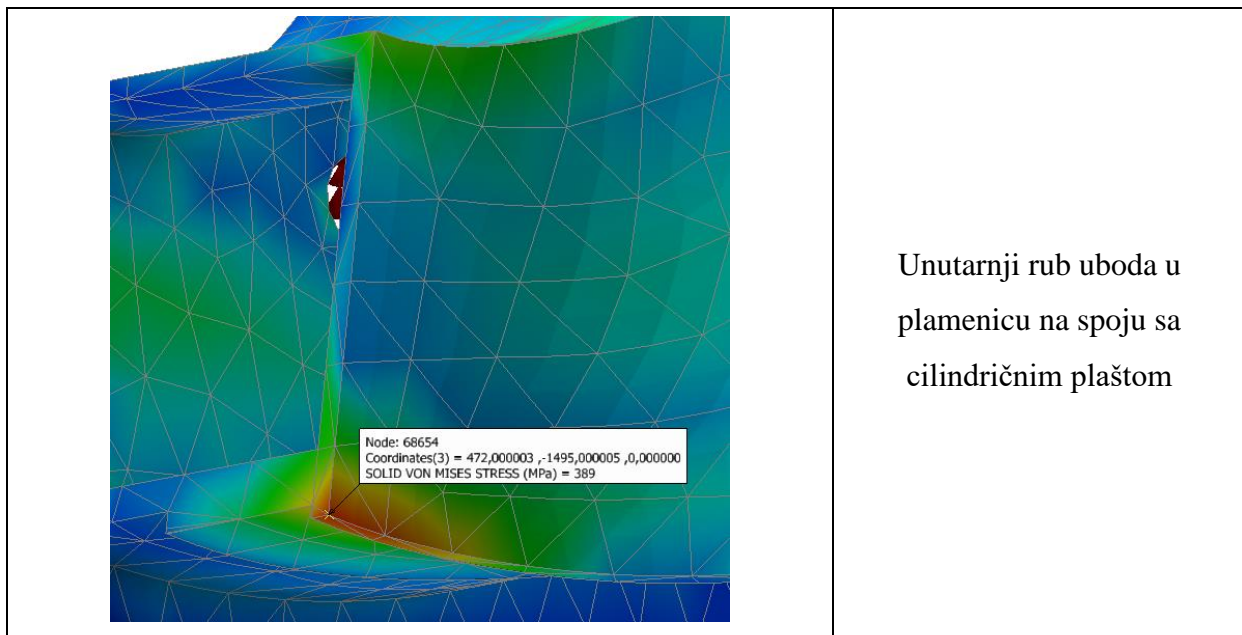 Node: 68654
Coordinates(3) = 472,000003 ,-1495,000005 ,0,000000
SOLID VON MISES STRESS (MPa) = 389
Unutarnji rub uboda u
plamenicu na spoju sa
cilindričnim plaštom